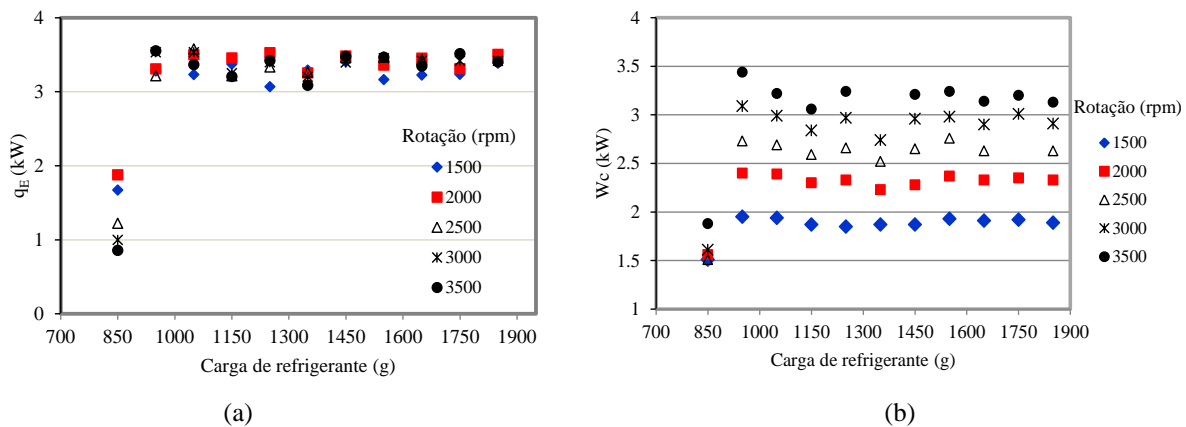 4
3
2
1
0
q_E (kW)
700 850 1000 1150 1300 1450 1600 1750 1900
Carga de refrigerante (g)
Rotação (rpm)
1500
2000
2500
3000
3500
(a)
4
3.5
3
2.5
2
1.5
1
Wc (kW)
700 850 1000 1150 1300 1450 1600 1750 1900
Carga de refrigerante (g)
Rotação (rpm)
1500
2000
2500
3000
3500
(b)